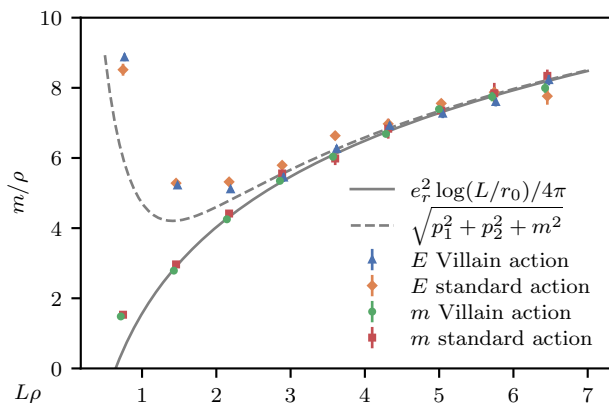 10
8
6
4
2
0
m/ρ
e_r^2 log(L/r_0)/4π
√(p_1^2 + p_2^2 + m^2)
E Villain action
E standard action
m Villain action
m standard action
Lρ
1 2 3 4 5 6 7